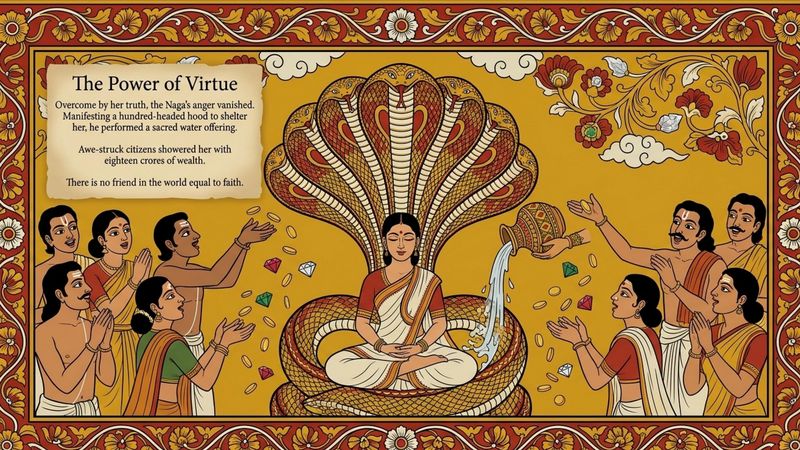 The Power of Virtue
Overcome by her truth, the Naga's anger vanished.
Manifesting a hundred-headed hood to shelter
her, he performed a sacred water offering.
Awe-struck citizens showered her with
eighteen crores of wealth.
There is no friend in the world equal to faith.